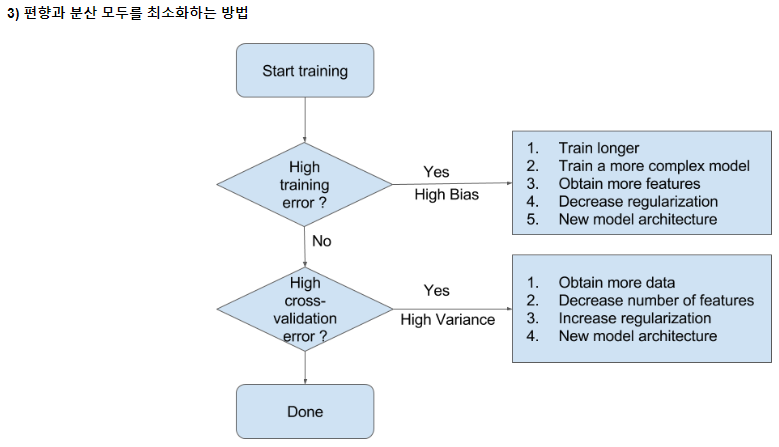 3) 편향과 분산 모두를 최소화하는 방법
Start training
High
training
error ?
Yes
High Bias
1. Train longer
2. Train a more complex model
3. Obtain more features
4. Decrease regularization
5. New model architecture
No
High
cross-
validation
error ?
Yes
High Variance
1. Obtain more data
2. Decrease number of features
3. Increase regularization
4. New model architecture
Done